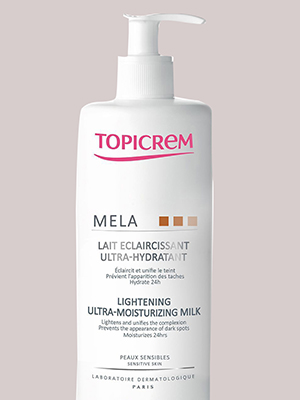 TOPICREM
MELA
LAIT ECLAIRCISSANT
ULTRA-HYDRATANT
Éclaircit et unifie le teint
Prévient l'apparition des taches
Hydrate 24h
LIGHTENING
ULTRA-MOISTURIZING MILK
Lightens and unifies the complexion
Prevents the appearance of dark spots
Moisturizes 24hrs
PEAUX SENSIBLES
SENSITIVE SKIN
LABORATOIRE DERMATOLOGIQUE
PARIS